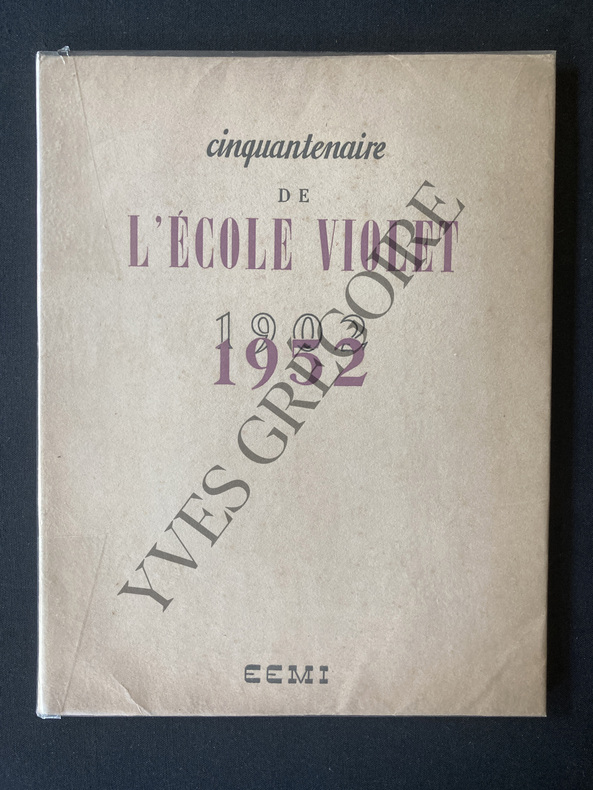 cinquantenaire
DE
L'ÉCOLE VIOLET
1902
1952
EEMI
YVES GREGOIRE